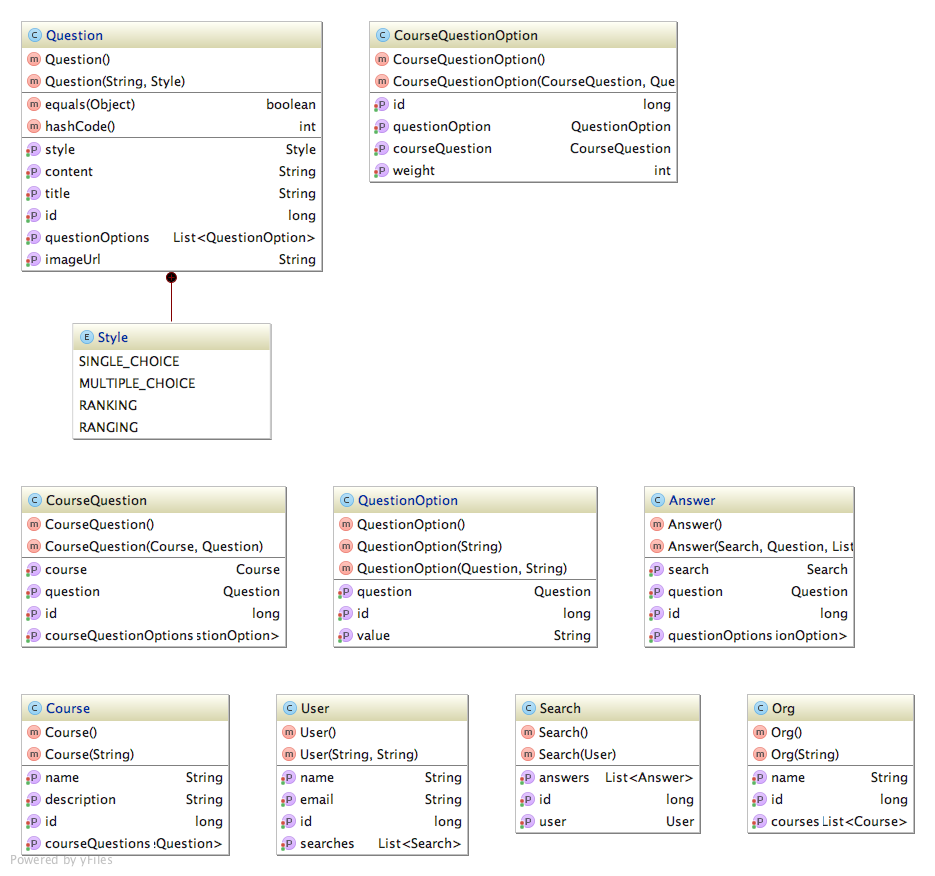 C Question
m Question()
m Question(String, Style)
m equals(Object) boolean
m hashCode() int
P style Style
P content String
P title String
P id long
P questionOptions List<QuestionOption>
P imageUrl String
C CourseQuestionOption
m CourseQuestionOption()
m CourseQuestionOption(CourseQuestion, Que
P id long
P questionOption QuestionOption
P courseQuestion CourseQuestion
P weight int
E Style
SINGLE_CHOICE
MULTIPLE_CHOICE
RANKING
RANGING
C CourseQuestion
m CourseQuestion()
m CourseQuestion(Course, Question)
P course Course
P question Question
P id long
P courseQuestionOptions stionOption>
C QuestionOption
m QuestionOption()
m QuestionOption(String)
m QuestionOption(Question, String)
P question Question
P id long
P value String
C Answer
m Answer()
m Answer(Search, Question, List
P search Search
P question Question
P id long
P questionOptions ionOption>
C Course
m Course()
m Course(String)
P name String
P description String
P id long
P courseQuestions Question>
C User
m User()
m User(String, String)
P name String
P email String
P id long
P searches List<Search>
C Search
m Search()
m Search(User)
P answers List<Answer>
P id long
P user User
C Org
m Org()
m Org(String)
P name String
P id long
P courses List<Course>
Powered by yFiles